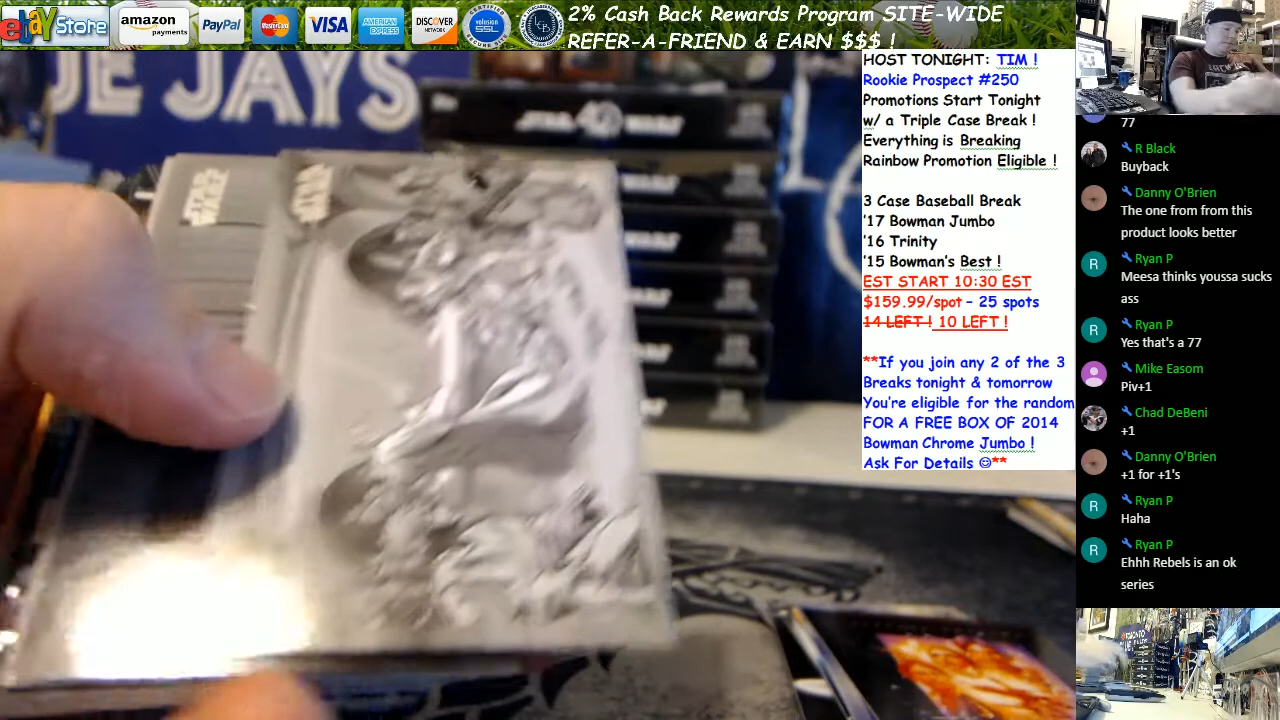 ebay Store
amazon
payments
PayPal
MasterCard
VISA
AMERICAN
EXPRESS
DISCOVER
NETWORK
volusion
SSL
2% Cash Back Rewards Program SITE-WIDE
REFER-A-FRIEND & EARN $$$ !
UE JAYS
STAR WARS
HOST TONIGHT: TIM !
Rookie Prospect #250
Promotions Start Tonight
w/ a Triple Case Break !
Everything is Breaking
Rainbow Promotion Eligible !
3 Case Baseball Break
'17 Bowman Jumbo
'16 Trinity
'15 Bowman's Best !
EST START 10:30 EST
$159.99/spot - 25 spots
14 LEFT ! 10 LEFT !
**If you join any 2 of the 3
Breaks tonight & tomorrow
You're eligible for the random
FOR A FREE BOX OF 2014
Bowman Chrome Jumbo !
Ask For Details ☺**
77
R Black
Buyback
Danny O'Brien
The one from from this
product looks better
R
Ryan P
Meesa thinks youssa sucks
ass
R
Ryan P
Yes that's a 77
Mike Easom
Piv+1
Chad DeBeni
+1
Danny O'Brien
+1 for +1's
R
Ryan P
Haha
R
Ryan P
Ehhh Rebels is an ok
series